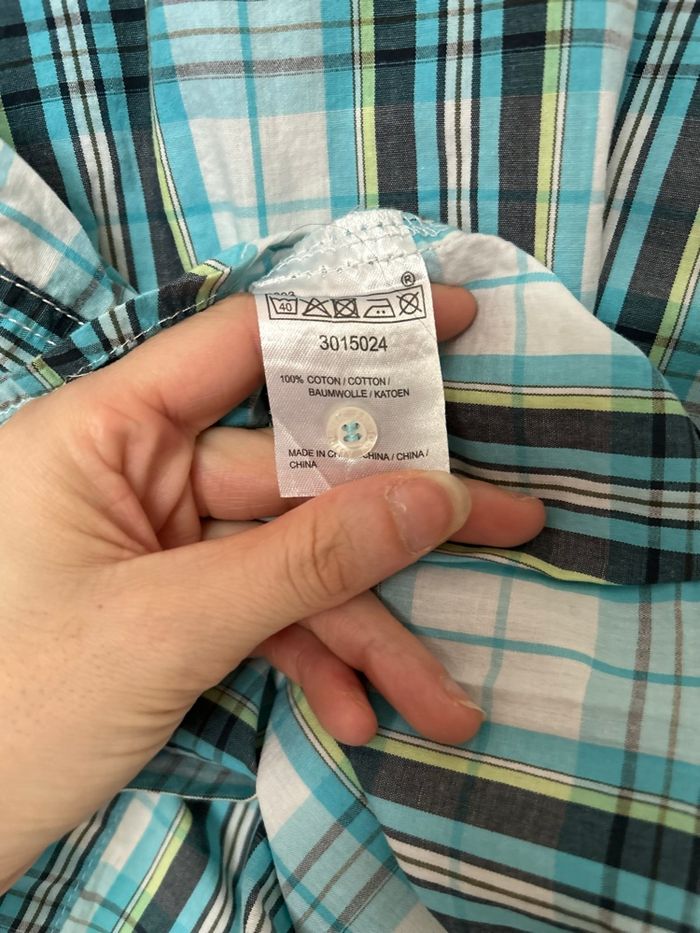 ®
40
3015024
100% COTON / COTTON /
BAUMWOLLE / KATOEN
MADE IN CHINA / CHINA /
CHINA